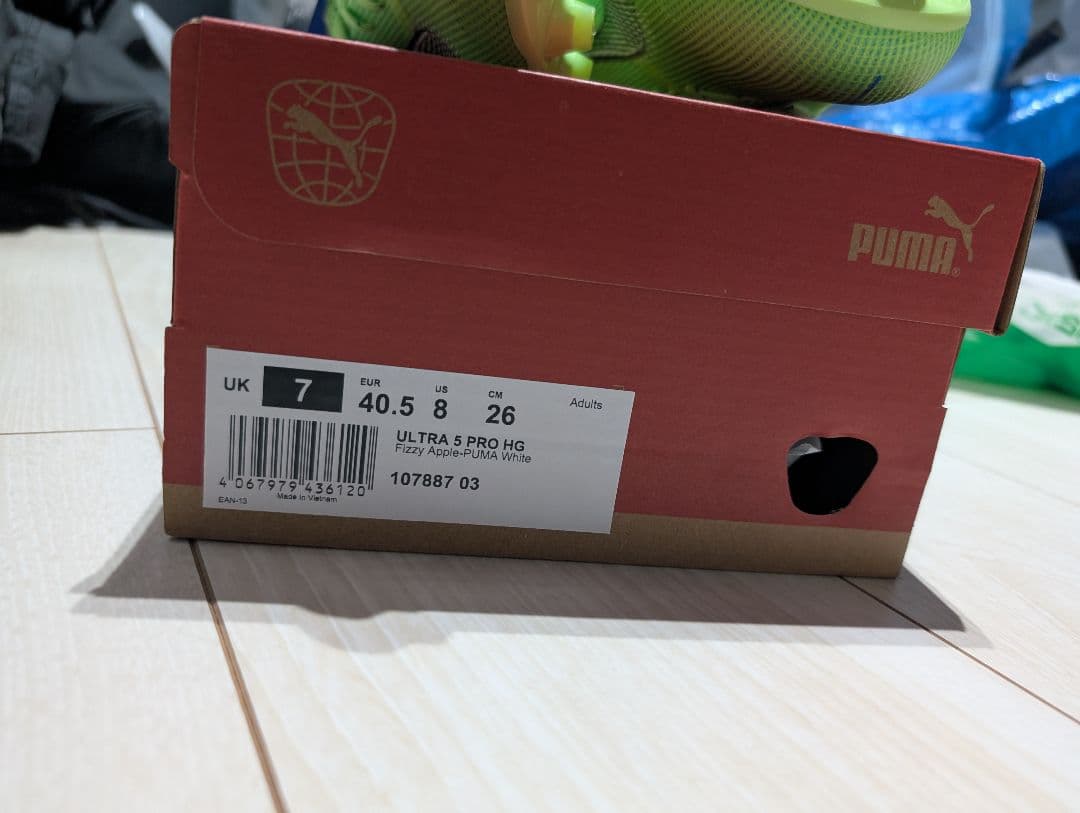 PUMA®
UK 7 EUR 40.5 US 8 CM 26 Adults
ULTRA 5 PRO HG
Fizzy Apple-PUMA White
107887 03
4 067979 436120
EAN-13 Made in Vietnam